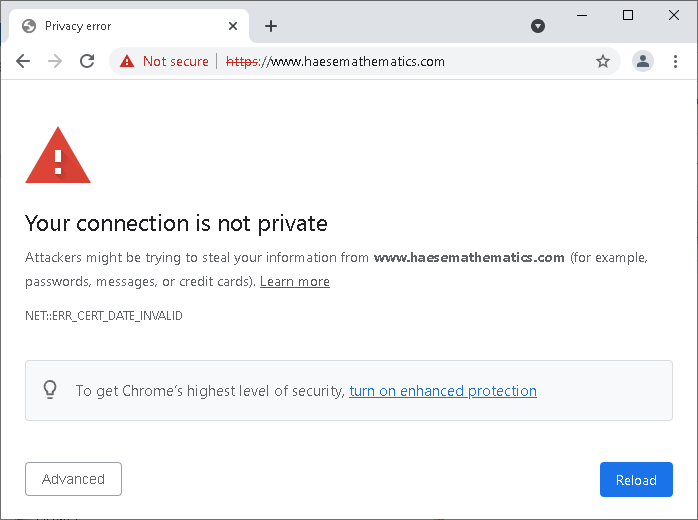 Privacy error
Not secure | https://www.haesemathematics.com
Your connection is not private
Attackers might be trying to steal your information from www.haesemathematics.com (for example,
passwords, messages, or credit cards). Learn more
NET::ERR_CERT_DATE_INVALID
To get Chrome's highest level of security, turn on enhanced protection
Advanced
Reload